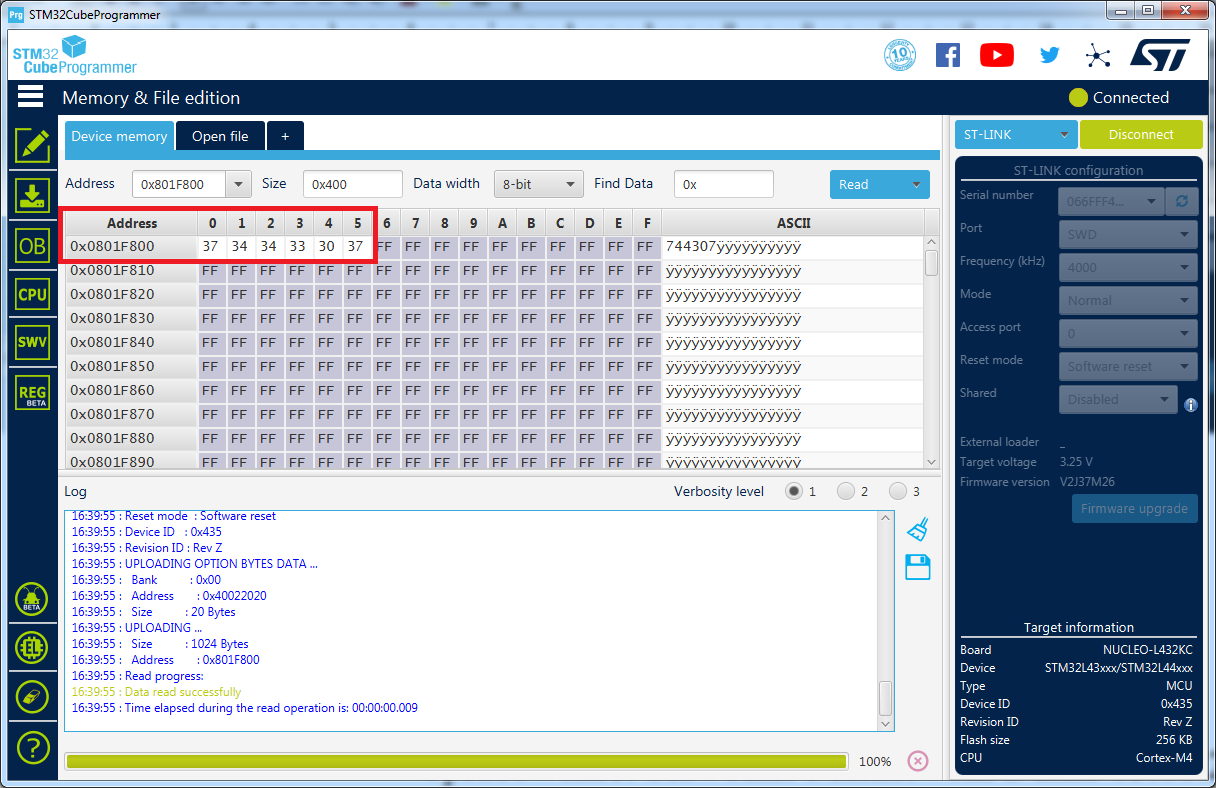 Prg STM32CubeProgrammer
STM32
CubeProgrammer
10
ST
Memory & File edition
Connected
Device memory Open file +
ST-LINK Disconnect
Address 0x801F800 Size 0x400 Data width 8-bit Find Data 0x Read
Address 0 1 2 3 4 5 6 7 8 9 A B C D E F ASCII
0x0801F800 37 34 34 33 30 37 FF FF FF FF FF FF FF FF FF FF 744307ÿÿÿÿÿÿÿÿÿÿ
0x0801F810 FF FF FF FF FF FF FF FF FF FF FF FF FF FF FF FF ÿÿÿÿÿÿÿÿÿÿÿÿÿÿÿÿ
0x0801F820 FF FF FF FF FF FF FF FF FF FF FF FF FF FF FF FF ÿÿÿÿÿÿÿÿÿÿÿÿÿÿÿÿ
0x0801F830 FF FF FF FF FF FF FF FF FF FF FF FF FF FF FF FF ÿÿÿÿÿÿÿÿÿÿÿÿÿÿÿÿ
0x0801F840 FF FF FF FF FF FF FF FF FF FF FF FF FF FF FF FF ÿÿÿÿÿÿÿÿÿÿÿÿÿÿÿÿ
0x0801F850 FF FF FF FF FF FF FF FF FF FF FF FF FF FF FF FF ÿÿÿÿÿÿÿÿÿÿÿÿÿÿÿÿ
0x0801F860 FF FF FF FF FF FF FF FF FF FF FF FF FF FF FF FF ÿÿÿÿÿÿÿÿÿÿÿÿÿÿÿÿ
0x0801F870 FF FF FF FF FF FF FF FF FF FF FF FF FF FF FF FF ÿÿÿÿÿÿÿÿÿÿÿÿÿÿÿÿ
0x0801F880 FF FF FF FF FF FF FF FF FF FF FF FF FF FF FF FF ÿÿÿÿÿÿÿÿÿÿÿÿÿÿÿÿ
0x0801F890 FF FF FF FF FF FF FF FF FF FF FF FF FF FF FF FF ÿÿÿÿÿÿÿÿÿÿÿÿÿÿÿÿ
OB
CPU
SWV
REG
BETA
BETA
?
Log Verbosity level 1 2 3
16:39:55 : Reset mode : Software reset
16:39:55 : Device ID : 0x435
16:39:55 : Revision ID : Rev Z
16:39:55 : UPLOADING OPTION BYTES DATA ...
16:39:55 : Bank : 0x00
16:39:55 : Address : 0x40022020
16:39:55 : Size : 20 Bytes
16:39:55 : UPLOADING ...
16:39:55 : Size : 1024 Bytes
16:39:55 : Address : 0x801F800
16:39:55 : Read progress:
16:39:55 : Data read successfully
16:39:55 : Time elapsed during the read operation is: 00:00:00.009
100%
ST-LINK configuration
Serial number 066FFF4...
Port SWD
Frequency (kHz) 4000
Mode Normal
Access port 0
Reset mode Software reset
Shared Disabled
External loader _
Target voltage 3.25 V
Firmware version V2J37M26
Firmware upgrade
Target information
Board NUCLEO-L432KC
Device STM32L43xxx/STM32L44xxx
Type MCU
Device ID 0x435
Revision ID Rev Z
Flash size 256 KB
CPU Cortex-M4